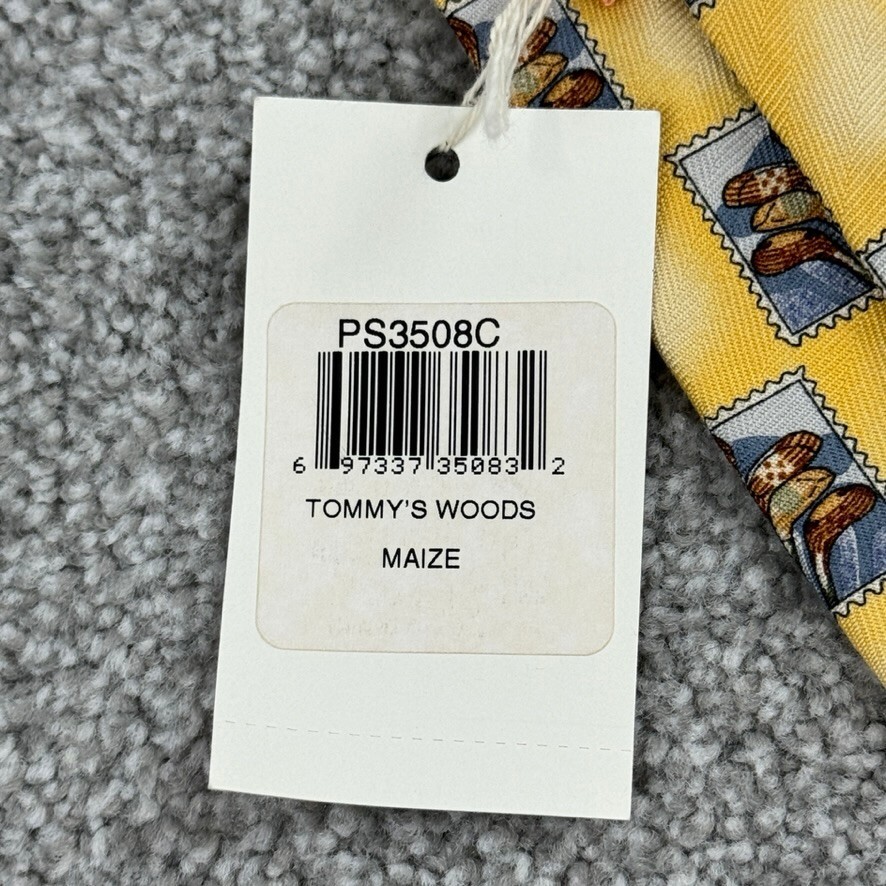 PS3508C
6 97337 35083 2
TOMMY'S WOODS
MAIZE